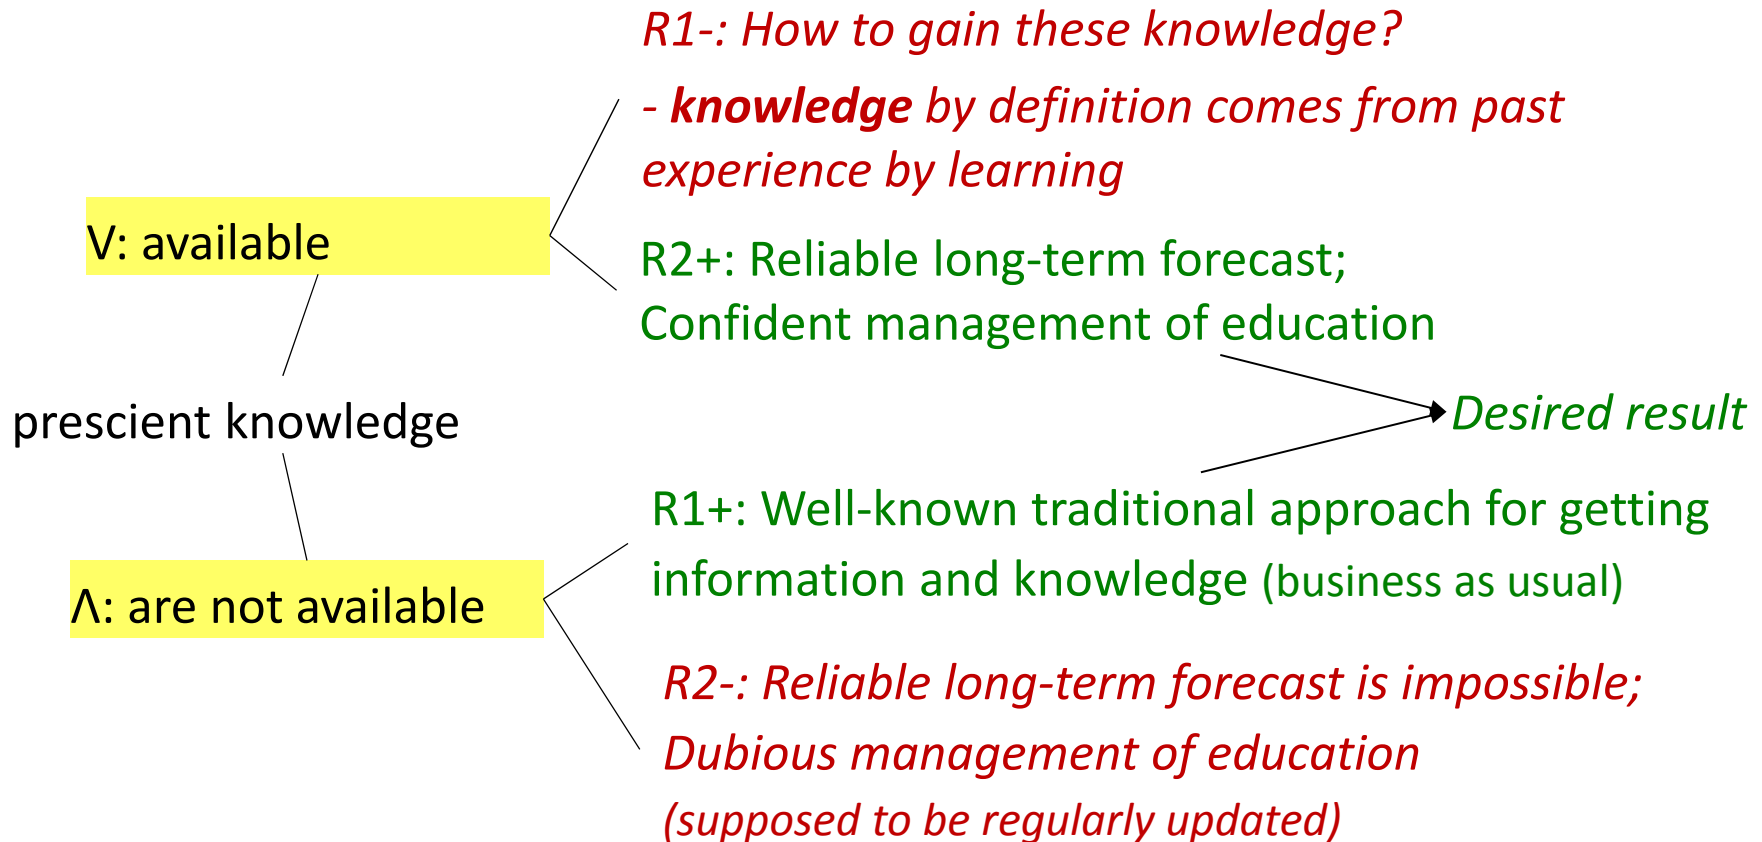 R1-: How to gain these knowledge?
- knowledge by definition comes from past
experience by learning
V: available
R2+: Reliable long-term forecast;
Confident management of education
prescient knowledge
Desired result
R1+: Well-known traditional approach for getting
information and knowledge (business as usual)
Λ: are not available
R2-: Reliable long-term forecast is impossible;
Dubious management of education
(supposed to be regularly updated)